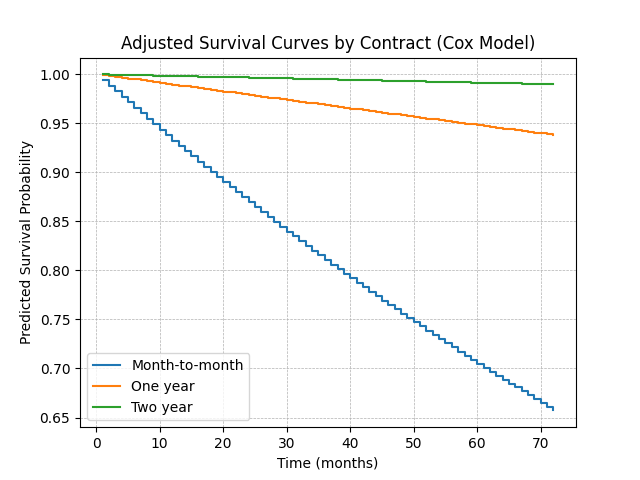 Adjusted Survival Curves by Contract (Cox Model)
Predicted Survival Probability
1.00
0.95
0.90
0.85
0.80
0.75
0.70
0.65
Month-to-month
One year
Two year
0 10 20 30 40 50 60 70
Time (months)